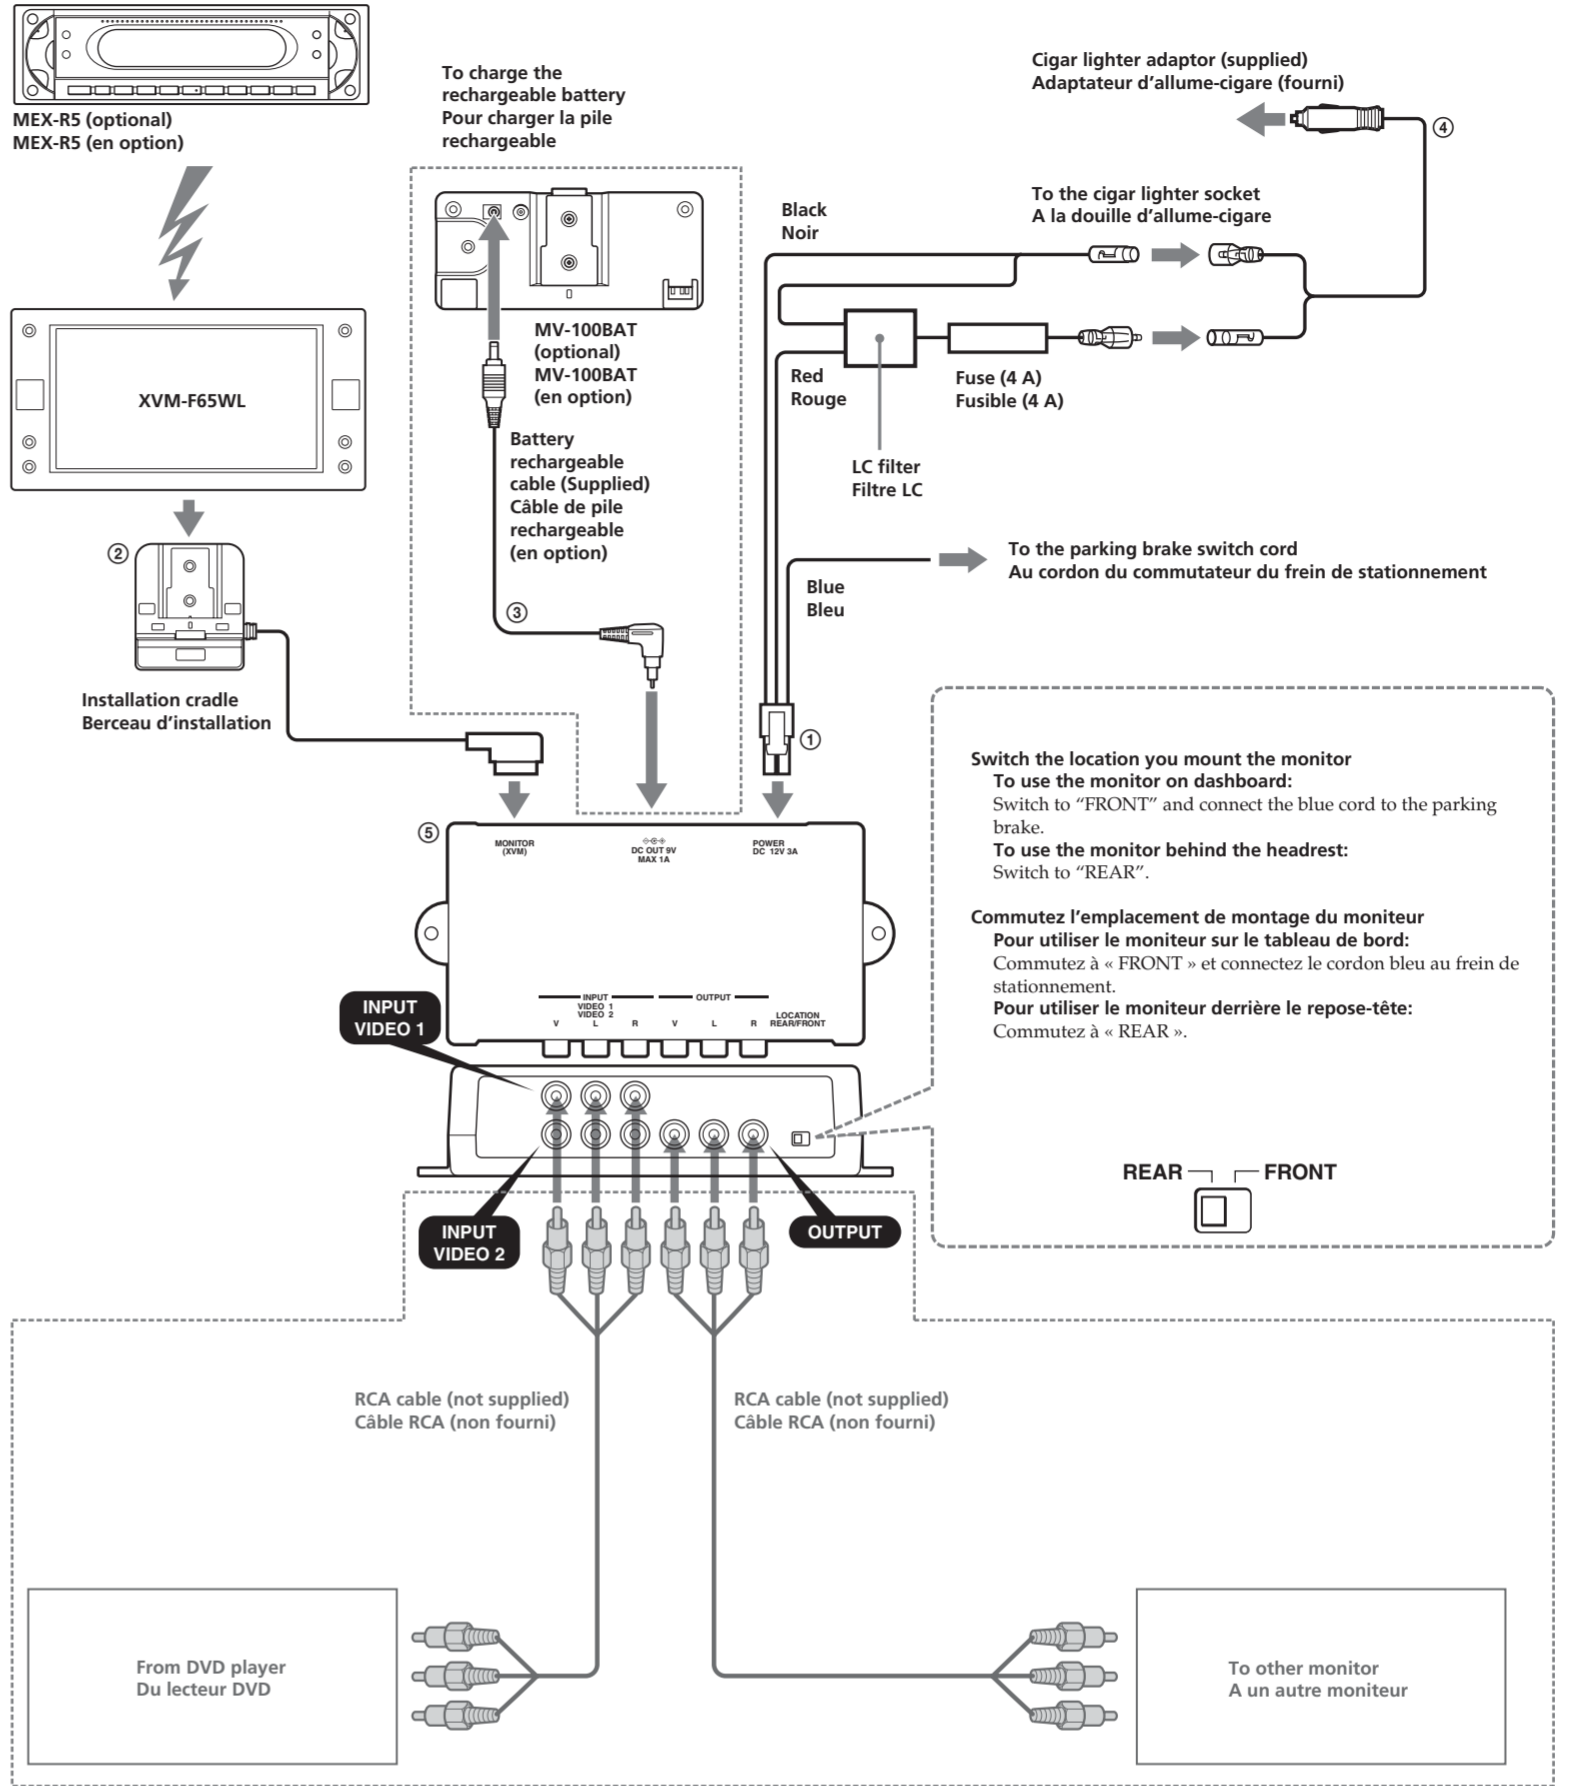 MEX-R5 (optional)
MEX-R5 (en option)
XVM-F65WL
②
Installation cradle
Berceau d'installation
To charge the
rechargeable battery
Pour charger la pile
rechargeable
MV-100BAT
(optional)
MV-100BAT
(en option)
Battery
rechargeable
cable (Supplied)
Câble de pile
rechargeable
(en option)
③
Cigar lighter adaptor (supplied)
Adaptateur d'allume-cigare (fourni)
④
To the cigar lighter socket
A la douille d'allume-cigare
Black
Noir
Red
Rouge
Fuse (4 A)
Fusible (4 A)
LC filter
Filtre LC
To the parking brake switch cord
Au cordon du commutateur du frein de stationnement
Blue
Bleu
①
⑤
MONITOR
(XVM)
DC OUT 9V
MAX 1A
POWER
DC 12V 3A
INPUT
VIDEO 1
VIDEO 2
V L R
OUTPUT
V L R
LOCATION
REAR/FRONT
INPUT
VIDEO 1
INPUT
VIDEO 2
OUTPUT
Switch the location you mount the monitor
To use the monitor on dashboard:
Switch to “FRONT” and connect the blue cord to the parking
brake.
To use the monitor behind the headrest:
Switch to “REAR”.
Commutez l'emplacement de montage du moniteur
Pour utiliser le moniteur sur le tableau de bord:
Commutez à « FRONT » et connectez le cordon bleu au frein de
stationnement.
Pour utiliser le moniteur derrière le repose-tête:
Commutez à « REAR ».
REAR FRONT
RCA cable (not supplied)
Câble RCA (non fourni)
RCA cable (not supplied)
Câble RCA (non fourni)
From DVD player
Du lecteur DVD
To other monitor
A un autre moniteur